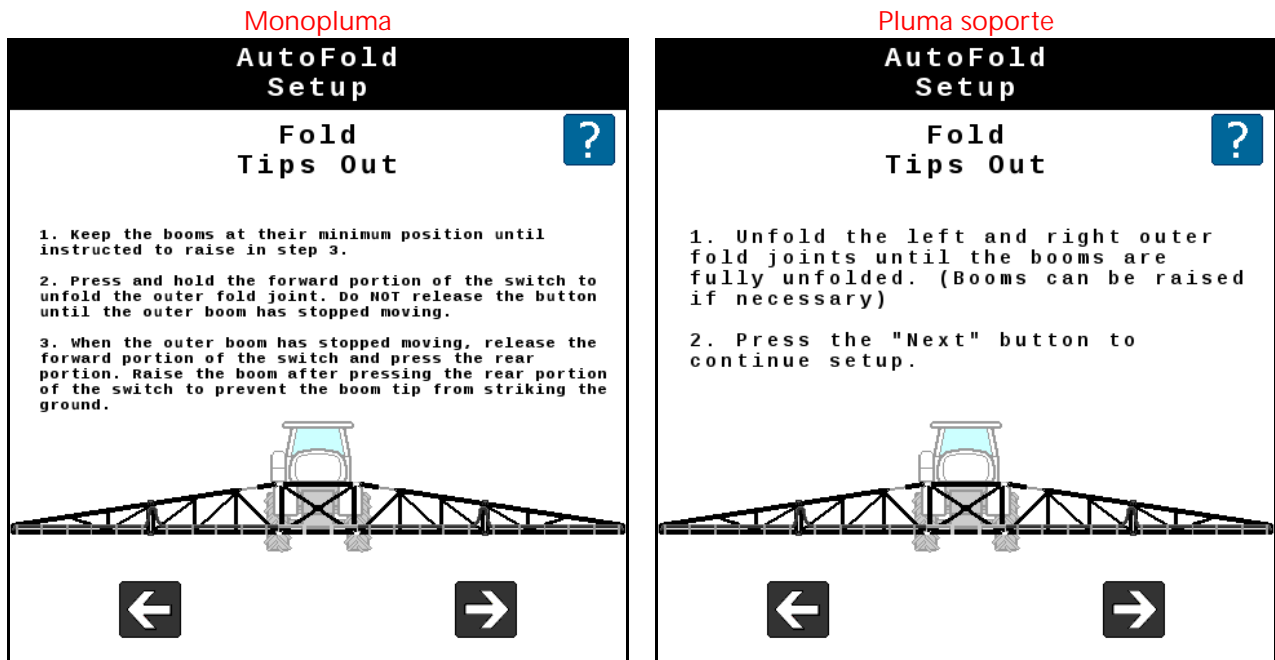 Monopluma
AutoFold
Setup
Fold
Tips Out
?
1. Keep the booms at their minimum position until
instructed to raise in step 3.
2. Press and hold the forward portion of the switch to
unfold the outer fold joint. Do NOT release the button
until the outer boom has stopped moving.
3. When the outer boom has stopped moving, release the
forward portion of the switch and press the rear
portion. Raise the boom after pressing the rear portion
of the switch to prevent the boom tip from striking the
ground.
Pluma soporte
AutoFold
Setup
Fold
Tips Out
?
1. Unfold the left and right outer
fold joints until the booms are
fully unfolded. (Booms can be raised
if necessary)
2. Press the "Next" button to
continue setup.